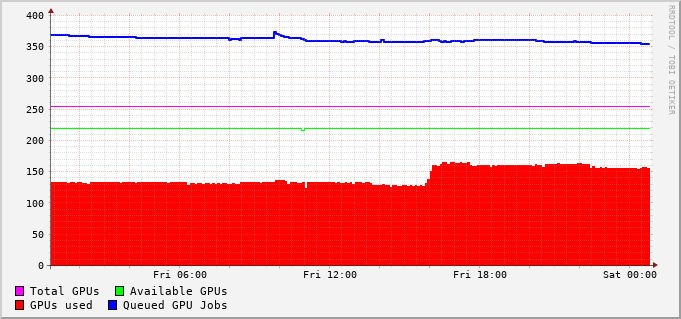 RRDTOOL / TOBI OETIKER
400
350
300
250
200
150
100
50
0
Fri 06:00 Fri 12:00 Fri 18:00 Sat 00:00
Total GPUs Available GPUs
GPUs used Queued GPU Jobs